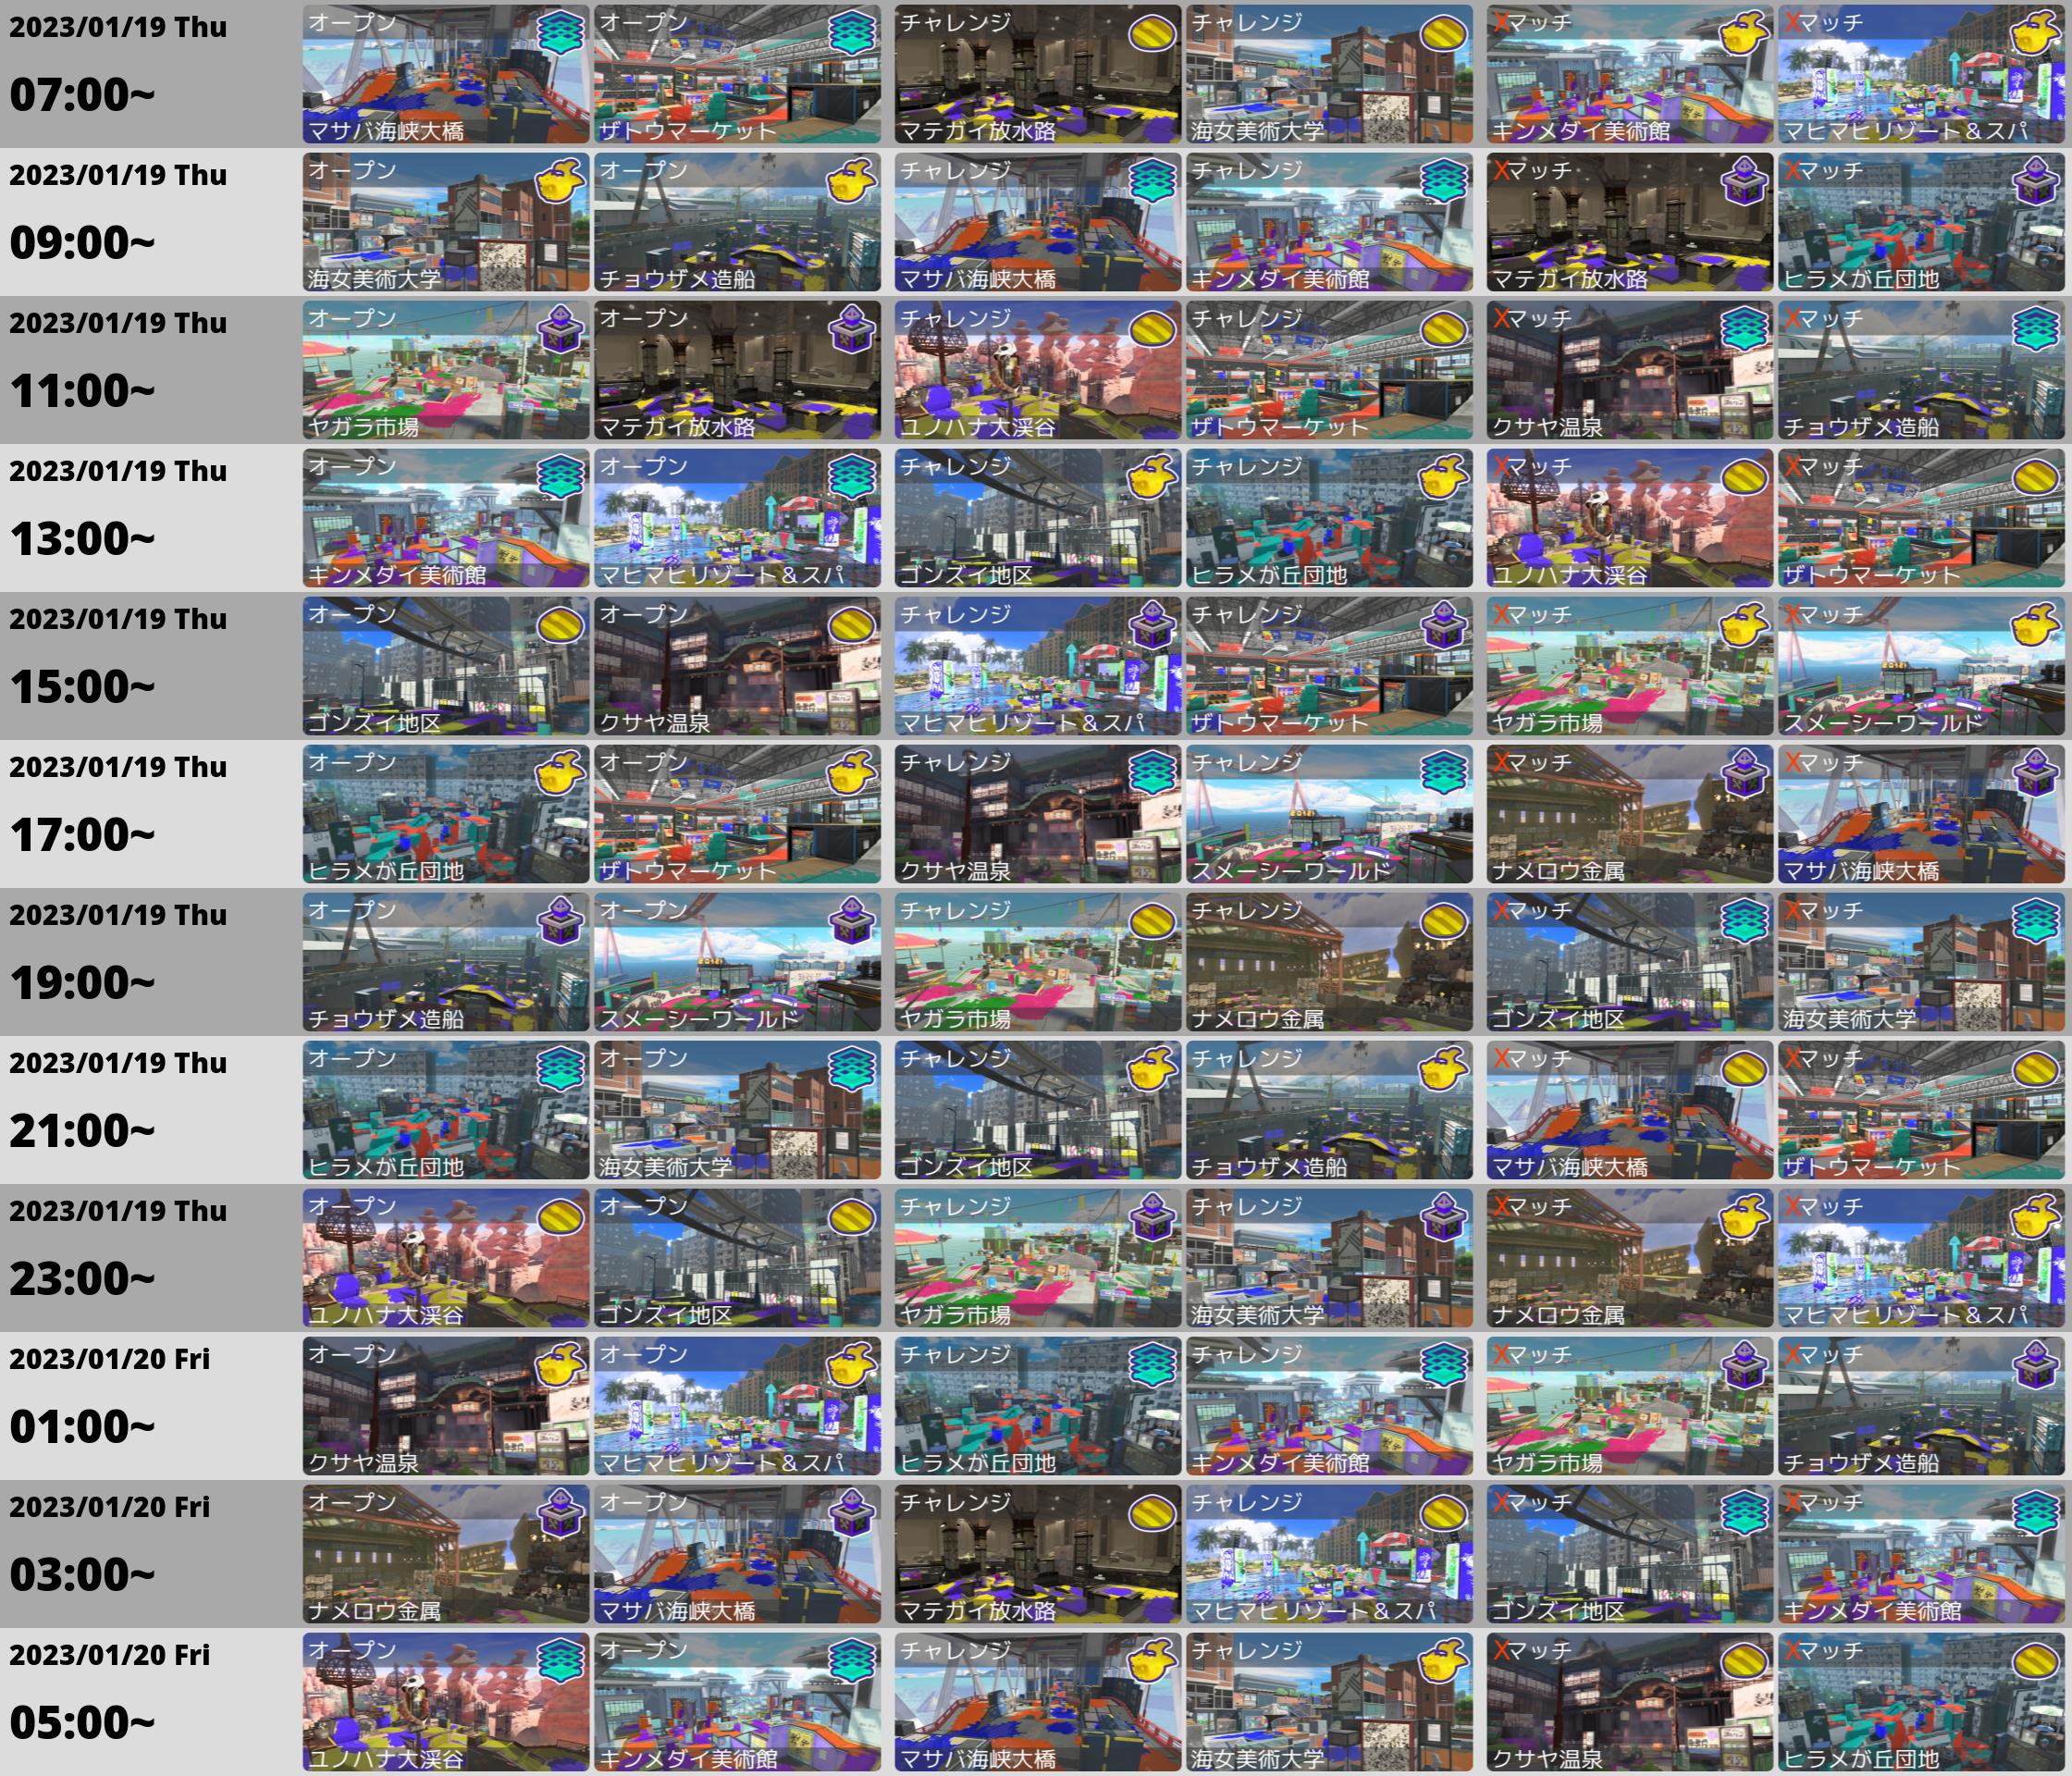 2023/01/19 Thu
07:00~
オープン オープン チャレンジ チャレンジ Xマッチ Xマッチ
マサバ海峡大橋 ザトウマーケット マテガイ放水路 海女美術大学 キンメダイ美術館 マヒマヒリゾート＆スパ
2023/01/19 Thu
09:00~
オープン オープン チャレンジ チャレンジ Xマッチ Xマッチ
海女美術大学 チョウザメ造船 マサバ海峡大橋 キンメダイ美術館 マテガイ放水路 ヒラメが丘団地
2023/01/19 Thu
11:00~
オープン オープン チャレンジ チャレンジ Xマッチ Xマッチ
ヤガラ市場 マテガイ放水路 ユノハナ大渓谷 ザトウマーケット クサヤ温泉 チョウザメ造船
2023/01/19 Thu
13:00~
オープン オープン チャレンジ チャレンジ Xマッチ Xマッチ
キンメダイ美術館 マヒマヒリゾート＆スパ ゴンズイ地区 ヒラメが丘団地 ユノハナ大渓谷 ザトウマーケット
2023/01/19 Thu
15:00~
オープン オープン チャレンジ チャレンジ Xマッチ Xマッチ
ゴンズイ地区 クサヤ温泉 マヒマヒリゾート＆スパ ザトウマーケット ヤガラ市場 スメーシーワールド
2023/01/19 Thu
17:00~
オープン オープン チャレンジ チャレンジ Xマッチ Xマッチ
ヒラメが丘団地 ザトウマーケット クサヤ温泉 スメーシーワールド ナメロウ金属 マサバ海峡大橋
2023/01/19 Thu
19:00~
オープン オープン チャレンジ チャレンジ Xマッチ Xマッチ
チョウザメ造船 スメーシーワールド ヤガラ市場 ナメロウ金属 ゴンズイ地区 海女美術大学
2023/01/19 Thu
21:00~
オープン オープン チャレンジ チャレンジ Xマッチ Xマッチ
ヒラメが丘団地 海女美術大学 ゴンズイ地区 チョウザメ造船 マサバ海峡大橋 ザトウマーケット
2023/01/19 Thu
23:00~
オープン オープン チャレンジ チャレンジ Xマッチ Xマッチ
ユノハナ大渓谷 ゴンズイ地区 ヤガラ市場 海女美術大学 ナメロウ金属 マヒマヒリゾート＆スパ
2023/01/20 Fri
01:00~
オープン オープン チャレンジ チャレンジ Xマッチ Xマッチ
クサヤ温泉 マヒマヒリゾート＆スパ ヒラメが丘団地 キンメダイ美術館 ヤガラ市場 チョウザメ造船
2023/01/20 Fri
03:00~
オープン オープン チャレンジ チャレンジ Xマッチ Xマッチ
ナメロウ金属 マサバ海峡大橋 マテガイ放水路 マヒマヒリゾート＆スパ ゴンズイ地区 キンメダイ美術館
2023/01/20 Fri
05:00~
オープン オープン チャレンジ チャレンジ Xマッチ Xマッチ
ユノハナ大渓谷 キンメダイ美術館 マサバ海峡大橋 海女美術大学 クサヤ温泉 ヒラメが丘団地